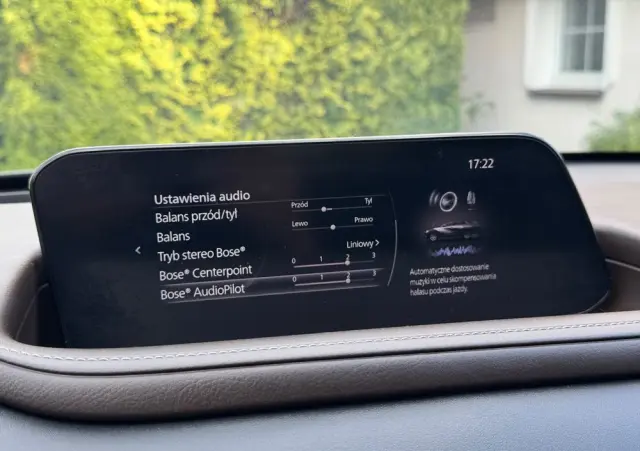 17:22
Ustawienia audio
Balans przód/tył
Przód Tył
Balans
Lewo Prawo
Tryb stereo Bose®
Liniowy
Bose® Centerpoint
0 1 2 3
Bose® AudioPilot
0 1 2 3
Automatyczne dostosowanie
muzyki w celu skompensowania
hałasu podczas jazdy.